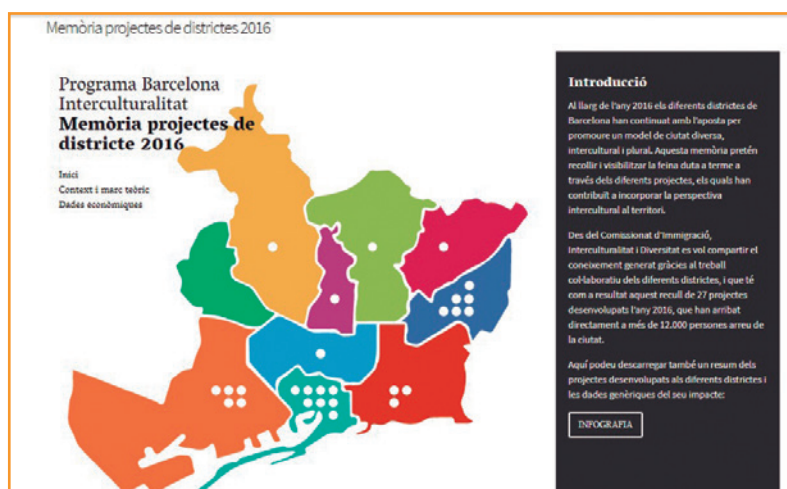 Memòria projectes de districtes 2016
Programa Barcelona
Interculturalitat
Memòria projectes de
districte 2016
Inici
Context i marc teòric
Dades econòmiques
Introducció
Al llarg de l'any 2016 els diferents districtes de
Barcelona han continuat amb l'aposta per
promoure un model de ciutat diversa,
intercultural i plural. Aquesta memòria pretén
recollir i visibilitzar la feina duta a terme a
través dels diferents projectes, els quals han
contribuït a incorporar la perspectiva
intercultural al territori.
Des del Comissionat d'Immigració,
Interculturalitat i Diversitat es vol compartir el
coneixement generat gràcies al treball
col·laboratiu dels diferents districtes, i que té
com a resultat aquest recull de 27 projectes
desenvolupats l'any 2016, que han arribat
directament a més de 12.000 persones arreu de
la ciutat.
Aquí podeu descarregar també un resum dels
projectes desenvolupats als diferents districtes i
les dades genèriques del seu impacte:
INFOGRAFIA